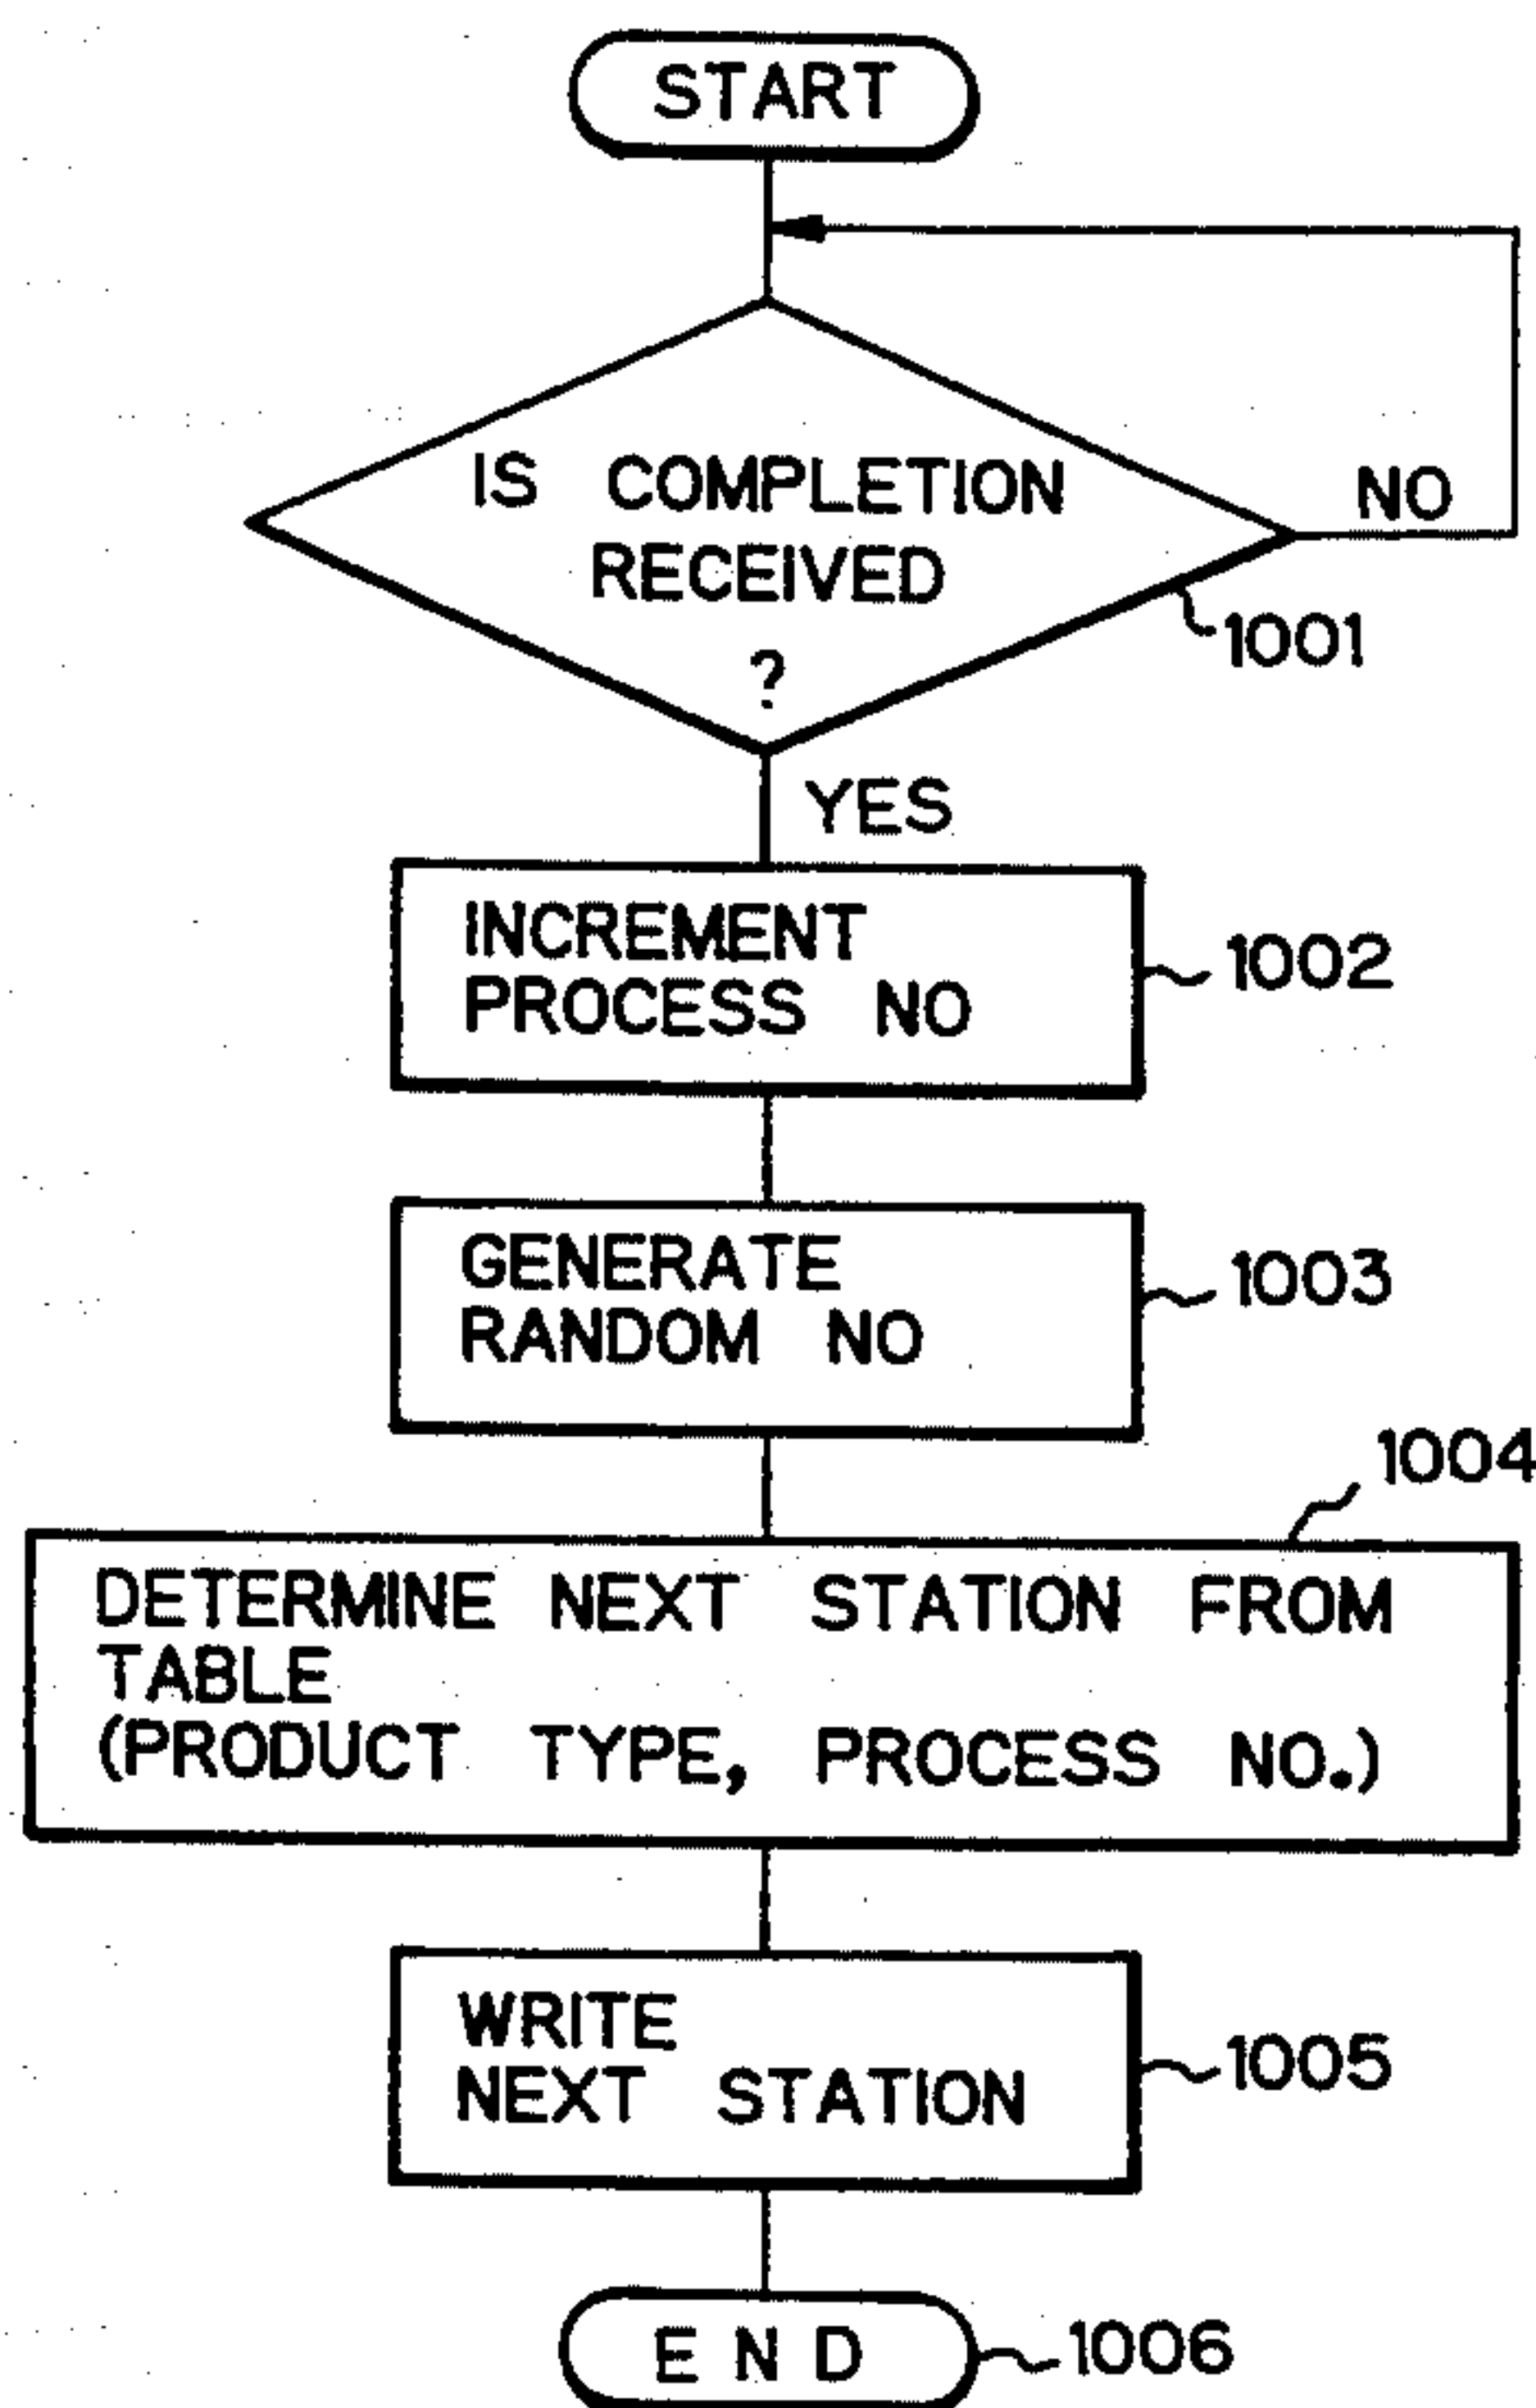 START
IS COMPLETION
RECEIVED
?
NO
1001
YES
INCREMENT
PROCESS NO
1002
GENERATE
RANDOM NO
1003
1004
DETERMINE NEXT STATION FROM
TABLE
(PRODUCT TYPE, PROCESS NO.)
WRITE
NEXT STATION
1005
END
1006